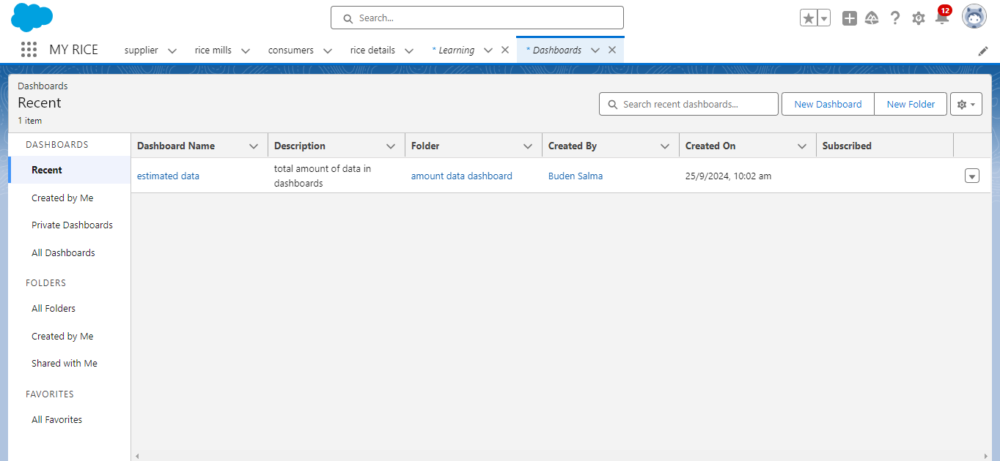 Search...
12
MY RICE
supplier
rice mills
consumers
rice details
* Learning
* Dashboards
Dashboards
Recent
1 item
Search recent dashboards...
New Dashboard
New Folder
DASHBOARDS
Recent
Created by Me
Private Dashboards
All Dashboards
FOLDERS
All Folders
Created by Me
Shared with Me
FAVORITES
All Favorites
Dashboard Name
Description
Folder
Created By
Created On
Subscribed
estimated data
total amount of data in
dashboards
amount data dashboard
Buden Salma
25/9/2024, 10:02 am